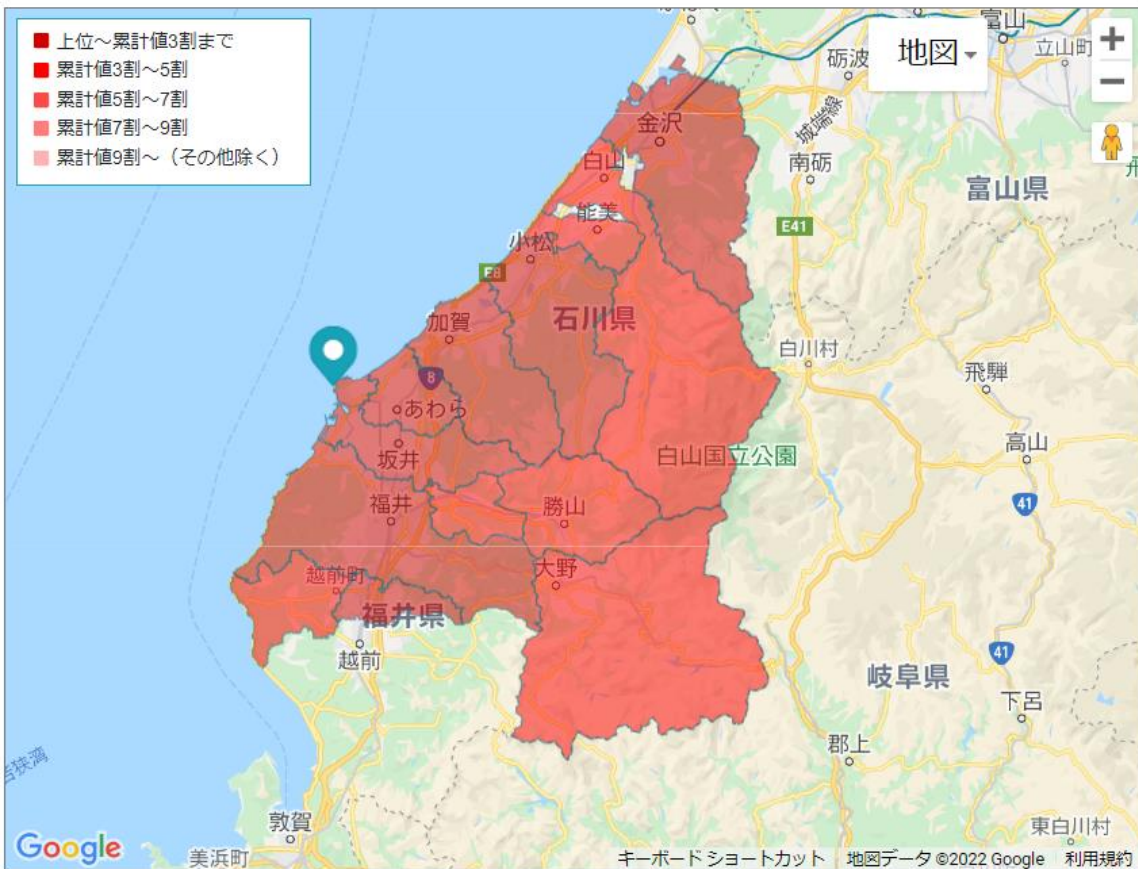 上位～累計値3割まで
累計値3割～5割
累計値5割～7割
累計値7割～9割
累計値9割～（その他除く）
地図
富山
立山町
砺波
城端線
金沢
南砺
白山
富山県
能美
E41
小松
E8
石川県
加賀
白川村
飛騨
8
あわら
高山
坂井
白山国立公園
41
福井
勝山
大野
越前町
福井県
越前
41
岐阜県
下呂
郡上
若狭湾
敦賀
東白川村
美浜町
Google
キーボード ショートカット
地図データ ©2022 Google
利用規約